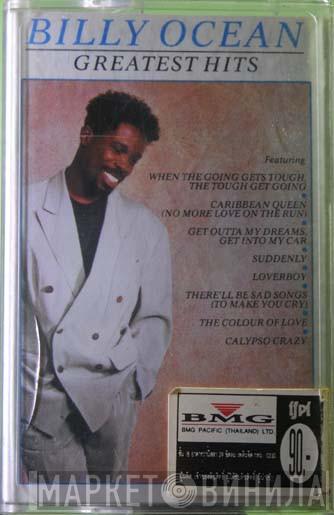 BILLY OCEAN
GREATEST HITS
Featuring
WHEN THE GOING GETS TOUGH,
THE TOUGH GET GOING
CARIBBEAN QUEEN
(NO MORE LOVE ON THE RUN)
GET OUTTA MY DREAMS,
GET INTO MY CAR
SUDDENLY
LOVERBOY
THERE'LL BE SAD SONGS
(TO MAKE YOU CRY)
THE COLOUR OF LOVE
CALYPSO CRAZY
BMG
BMG PACIFIC (THAILAND) LTD.
90.-
МАРКЕТ ВИНИЛА